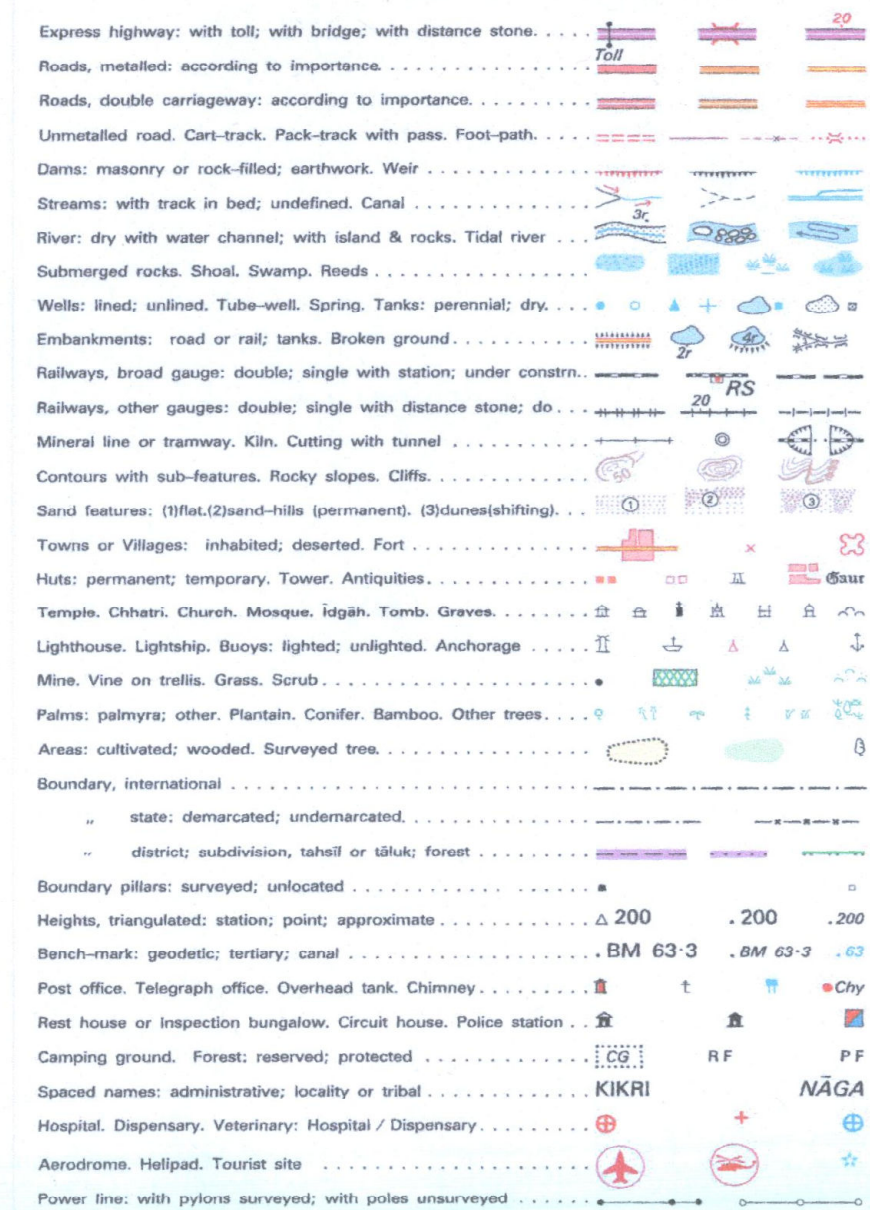 20
Express highway: with toll; with bridge; with distance stone. . . . .
Toll
Roads, metalled: according to importance. . . . . . . . . . . . . . . .
Roads, double carriageway: according to importance. . . . . . . . .
Unmetalled road. Cart-track. Pack-track with pass. Foot-path. . . . .
Dams: masonry or rock-filled; earthwork. Weir . . . . . . . . . . . .
Streams: with track in bed; undefined. Canal . . . . . . . . . . . . .
3r.
River: dry with water channel; with island & rocks. Tidal river . . .
Submerged rocks. Shoal. Swamp. Reeds . . . . . . . . . . . . . . . . .
Wells: lined; unlined. Tube-well. Spring. Tanks: perennial; dry. . . .
Embankments: road or rail; tanks. Broken ground . . . . . . . . . . .
2r 4r
Railways, broad gauge: double; single with station; under constrn. .
RS
Railways, other gauges: double; single with distance stone; do . . .
20
Mineral line or tramway. Kiln. Cutting with tunnel . . . . . . . . . .
Contours with sub-features. Rocky slopes. Cliffs. . . . . . . . . . . .
50
Sand features: (1)flat.(2)sand-hills (permanent). (3)dunes(shifting). . . 1 2 3
Towns or Villages: inhabited; deserted. Fort . . . . . . . . . . . . . .
Huts: permanent; temporary. Tower. Antiquities. . . . . . . . . . . . . Gaur
Temple. Chhatri. Church. Mosque. Īdgāh. Tomb. Graves. . . . . . . .
Lighthouse. Lightship. Buoys: lighted; unlighted. Anchorage . . . . .
Mine. Vine on trellis. Grass. Scrub. . . . . . . . . . . . . . . . . . .
Palms: palmyra; other. Plantain. Conifer. Bamboo. Other trees. . . .
Areas: cultivated; wooded. Surveyed tree. . . . . . . . . . . . . . . .
Boundary, international . . . . . . . . . . . . . . . . . . . . . . . . .
„ state: demarcated; undemarcated. . . . . . . . . . . . . .
„ district; subdivision, tahsīl or tāluk; forest . . . . . . . . .
Boundary pillars: surveyed; unlocated . . . . . . . . . . . . . . . . .
Heights, triangulated: station; point; approximate . . . . . . . . . . . 200 .200 .200
Bench-mark: geodetic; tertiary; canal . . . . . . . . . . . . . . . . . .BM 63·3 .BM 63·3 .63
Post office. Telegraph office. Overhead tank. Chimney . . . . . . . . . Chy
Rest house or Inspection bungalow. Circuit house. Police station . .
Camping ground. Forest: reserved; protected . . . . . . . . . . . . . CG RF PF
Spaced names: administrative; locality or tribal . . . . . . . . . . . . KIKRI NĀGA
Hospital. Dispensary. Veterinary: Hospital / Dispensary. . . . . . . . .
Aerodrome. Helipad. Tourist site . . . . . . . . . . . . . . . . . . .
Power line: with pylons surveyed; with poles unsurveyed . . . . . .